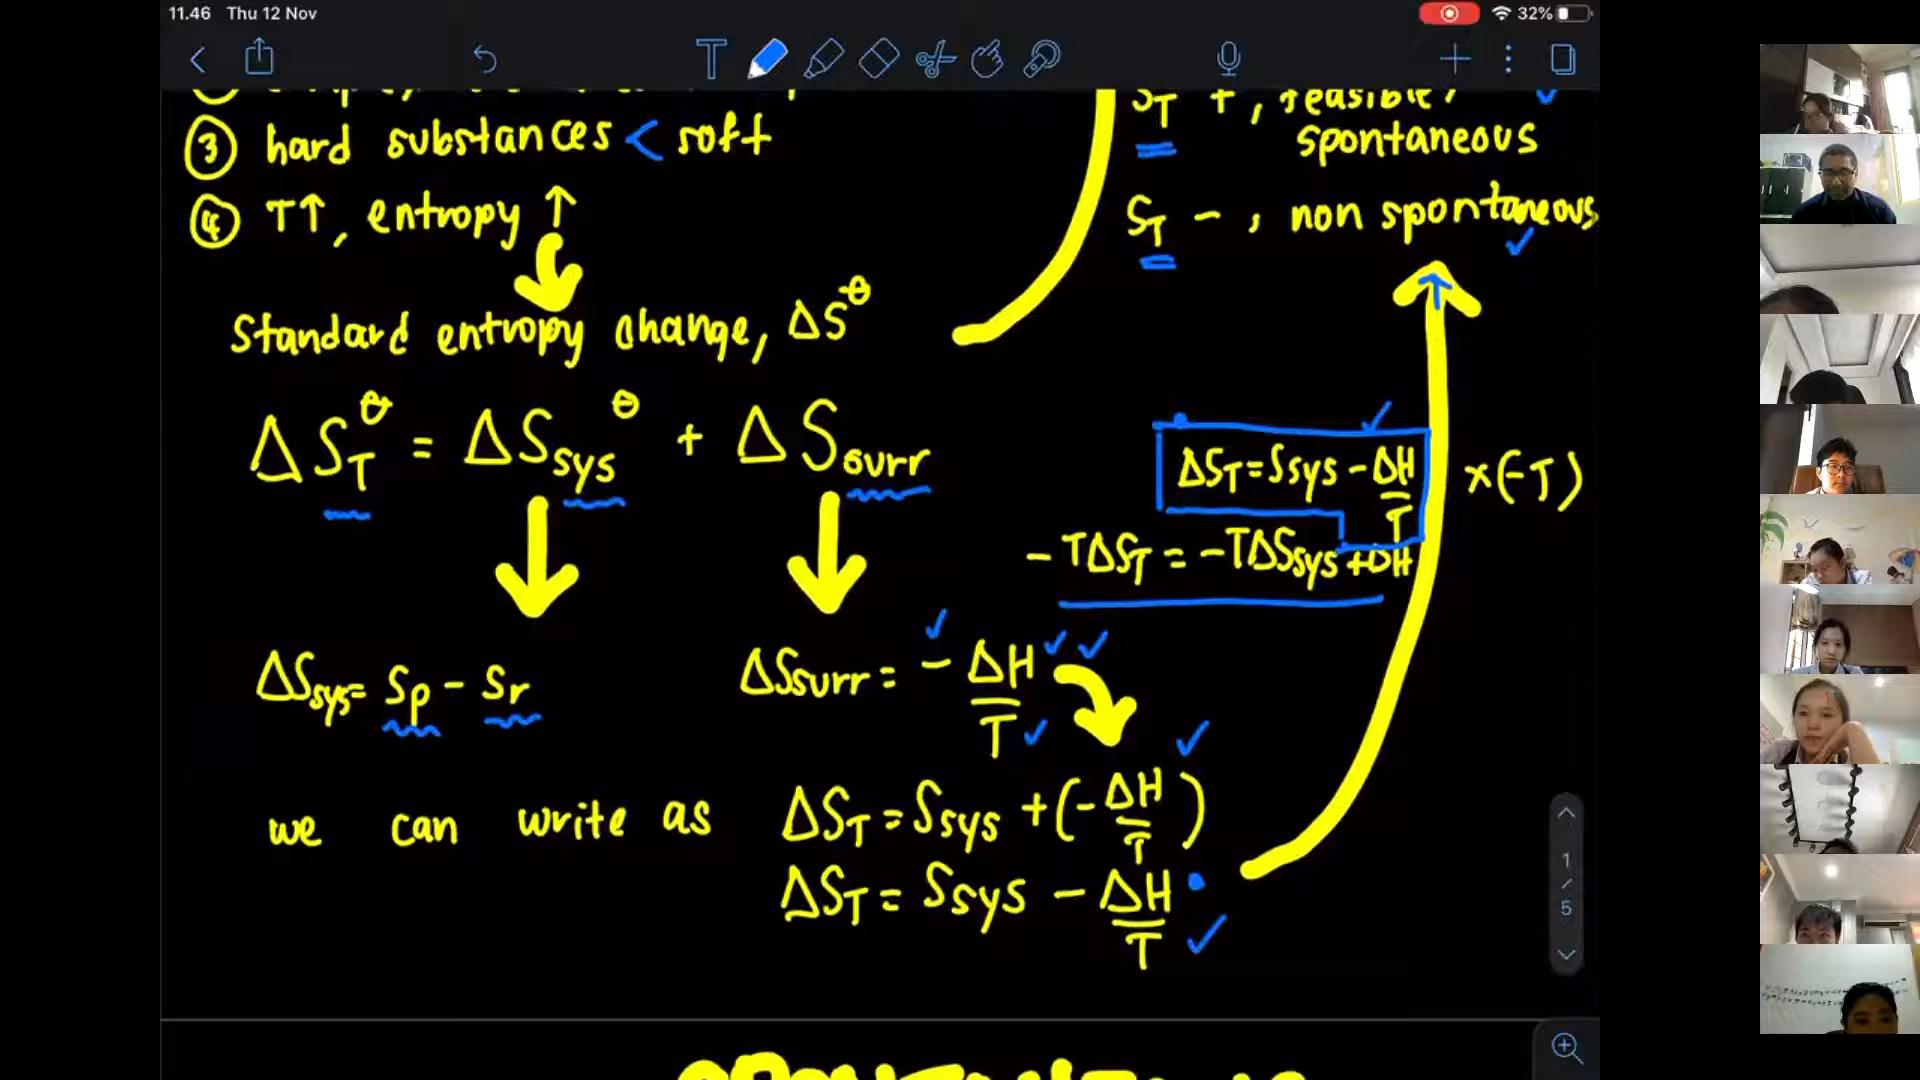 11.46 Thu 12 Nov
32%
③ hard substances < soft
④ T↑, entropy ↑
ST +, feasible,
spontaneous
ST - , non spontaneous
Standard entropy change, ΔS^θ
ΔST^θ = ΔSsys^θ + ΔSsurr
ΔST = Ssys - ΔH/T
×(-T)
-TΔST = -TΔSsys + ΔH
ΔSsys = Sp - Sr
ΔSsurr = - ΔH/T
we can write as ΔST = Ssys + (- ΔH/T)
ΔST = Ssys - ΔH/T
1/5